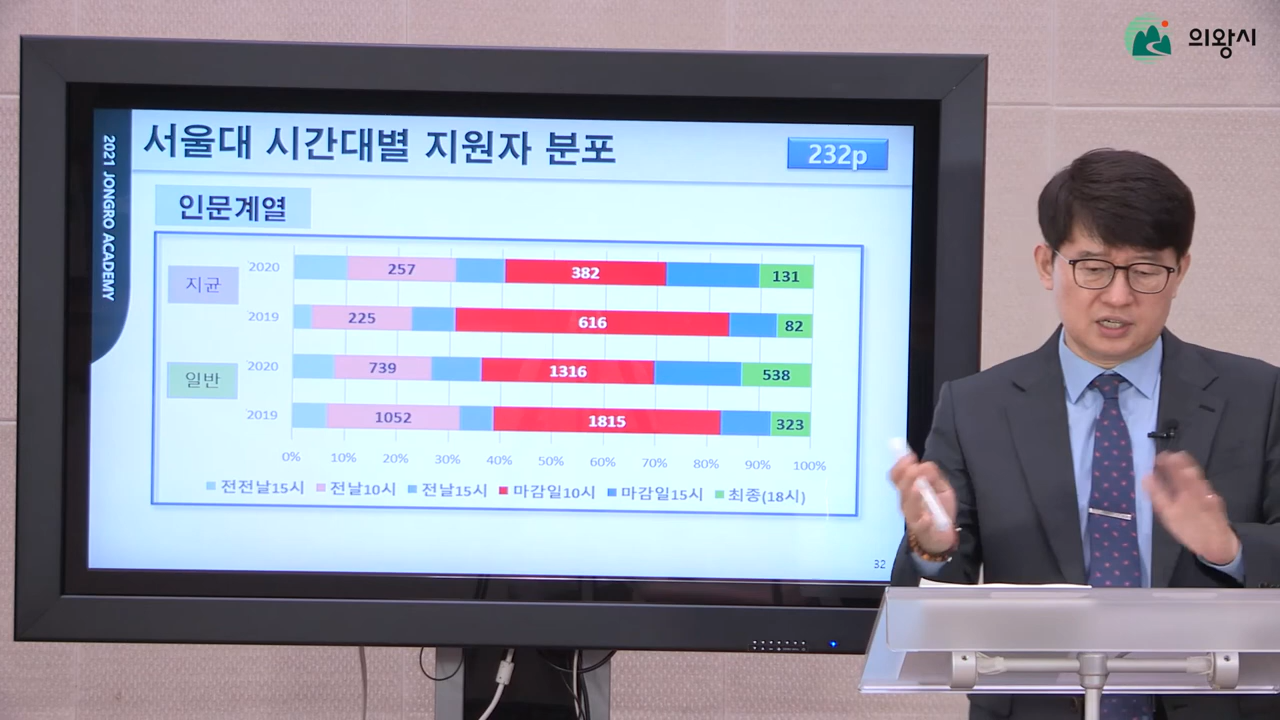 의왕시
2021 JONGRO ACADEMY
서울대 시간대별 지원자 분포
232p
인문계열
지균
2020 257 382 131
2019 225 616 82
일반
2020 739 1316 538
2019 1052 1815 323
0% 10% 20% 30% 40% 50% 60% 70% 80% 90% 100%
전전날15시 전날10시 전날15시 마감일10시 마감일15시 최종(18시)
32